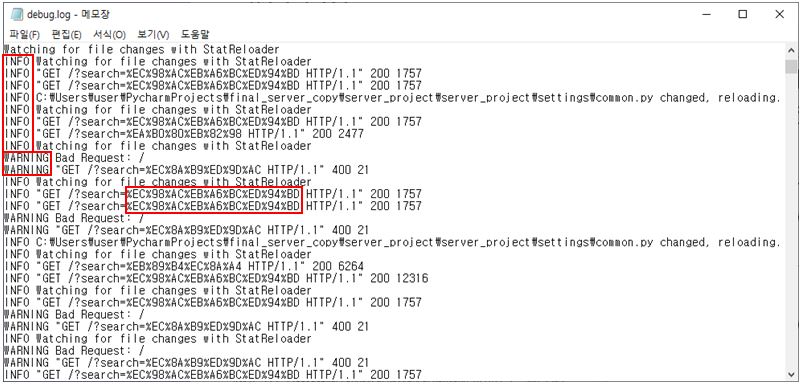 debug.log - 메모장
파일(F) 편집(E) 서식(O) 보기(V) 도움말
Watching for file changes with StatReloader
INFO Watching for file changes with StatReloader
INFO "GET /?search=%EC%98%AC%EB%A6%BC%ED%94%BD HTTP/1.1" 200 1757
INFO "GET /?search=%EC%98%AC%EB%A6%BC%ED%94%BD HTTP/1.1" 200 1757
INFO C:₩Users₩user₩PycharmProjects₩final_server_copy₩server_project₩server_project₩settings₩common.py changed, reloading.
INFO Watching for file changes with StatReloader
INFO "GET /?search=%EC%98%AC%EB%A6%BC%ED%94%BD HTTP/1.1" 200 1757
INFO "GET /?search=%EA%B0%80%EB%82%98 HTTP/1.1" 200 2477
INFO Watching for file changes with StatReloader
WARNING Bad Request: /
WARNING "GET /?search=%EC%8A%B9%ED%9D%AC HTTP/1.1" 400 21
INFO Watching for file changes with StatReloader
INFO "GET /?search=%EC%98%AC%EB%A6%BC%ED%94%BD HTTP/1.1" 200 1757
INFO "GET /?search=%EC%98%AC%EB%A6%BC%ED%94%BD HTTP/1.1" 200 1757
WARNING Bad Request: /
WARNING "GET /?search=%EC%8A%B9%ED%9D%AC HTTP/1.1" 400 21
INFO C:₩Users₩user₩PycharmProjects₩final_server_copy₩server_project₩server_project₩settings₩common.py changed, reloading.
INFO Watching for file changes with StatReloader
INFO "GET /?search=%EB%89%B4%EC%8A%A4 HTTP/1.1" 200 6264
INFO "GET /?search=%EC%98%AC%EB%A6%BC%ED%94%BD HTTP/1.1" 200 12316
INFO Watching for file changes with StatReloader
INFO "GET /?search=%EC%98%AC%EB%A6%BC%ED%94%BD HTTP/1.1" 200 1757
WARNING Bad Request: /
WARNING "GET /?search=%EC%8A%B9%ED%9D%AC HTTP/1.1" 400 21
INFO Watching for file changes with StatReloader
WARNING Bad Request: /
WARNING "GET /?search=%EC%8A%B9%ED%9D%AC HTTP/1.1" 400 21
INFO "GET /?search=%EC%98%AC%EB%A6%BC%ED%94%BD HTTP/1.1" 200 1757